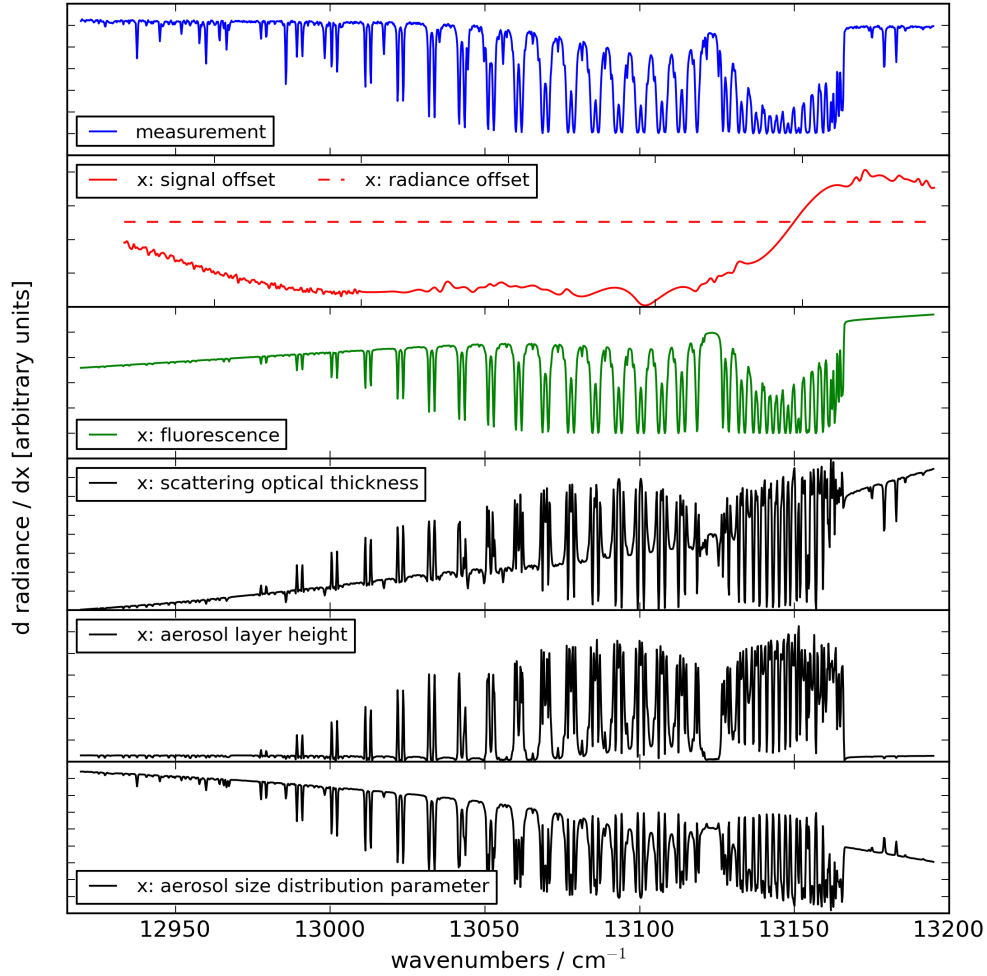 measurement
x: signal offset x: radiance offset
x: fluorescence
x: scattering optical thickness
x: aerosol layer height
x: aerosol size distribution parameter
d radiance / dx [arbitrary units]
12950 13000 13050 13100 13150 13200
wavenumbers / cm⁻¹